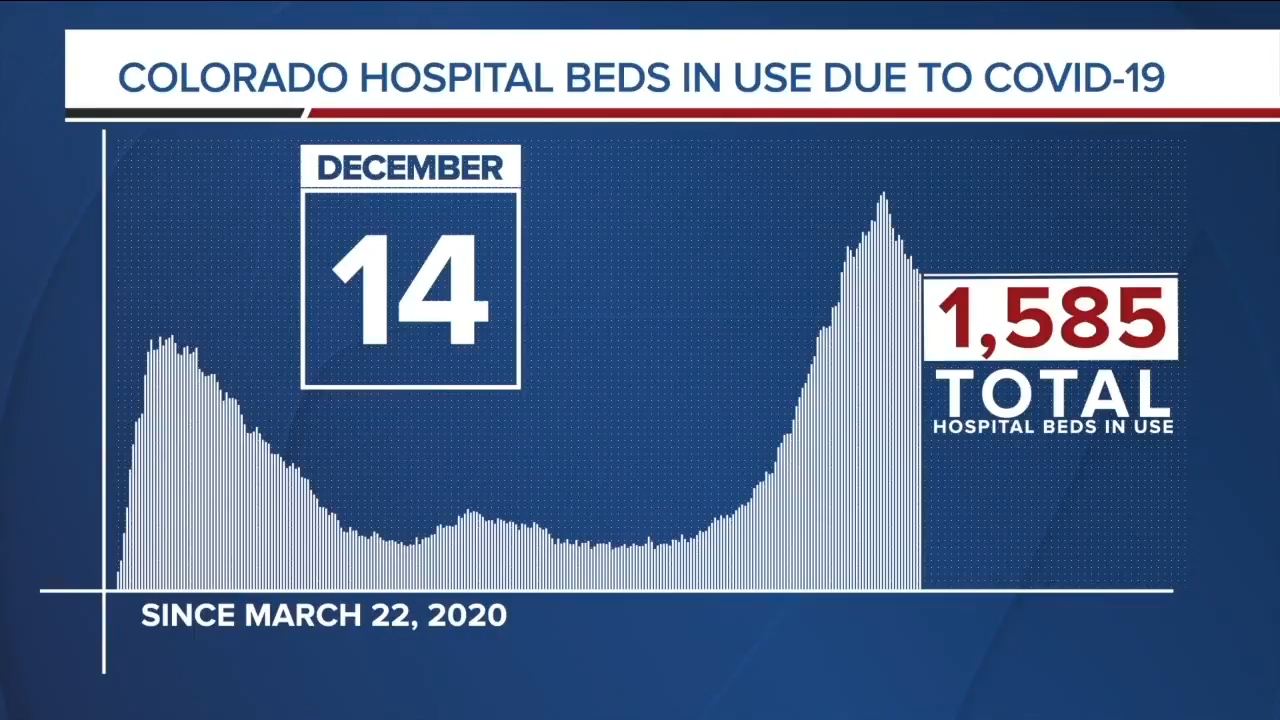 COLORADO HOSPITAL BEDS IN USE DUE TO COVID-19
DECEMBER
14
1,585
TOTAL
HOSPITAL BEDS IN USE
SINCE MARCH 22, 2020